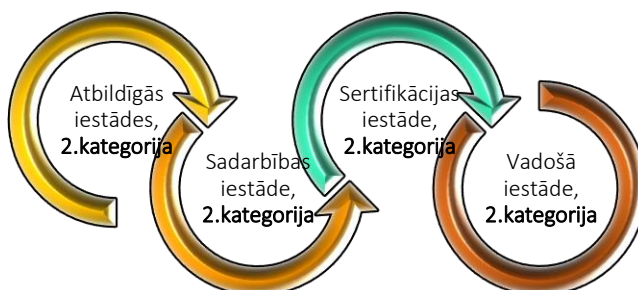 Atbildīgās
iestādes,
2.kategorija
Sadarbības
iestāde,
2.kategorija
Sertifikācijas
iestāde,
2.kategorija
Vadošā
iestāde,
2.kategorija